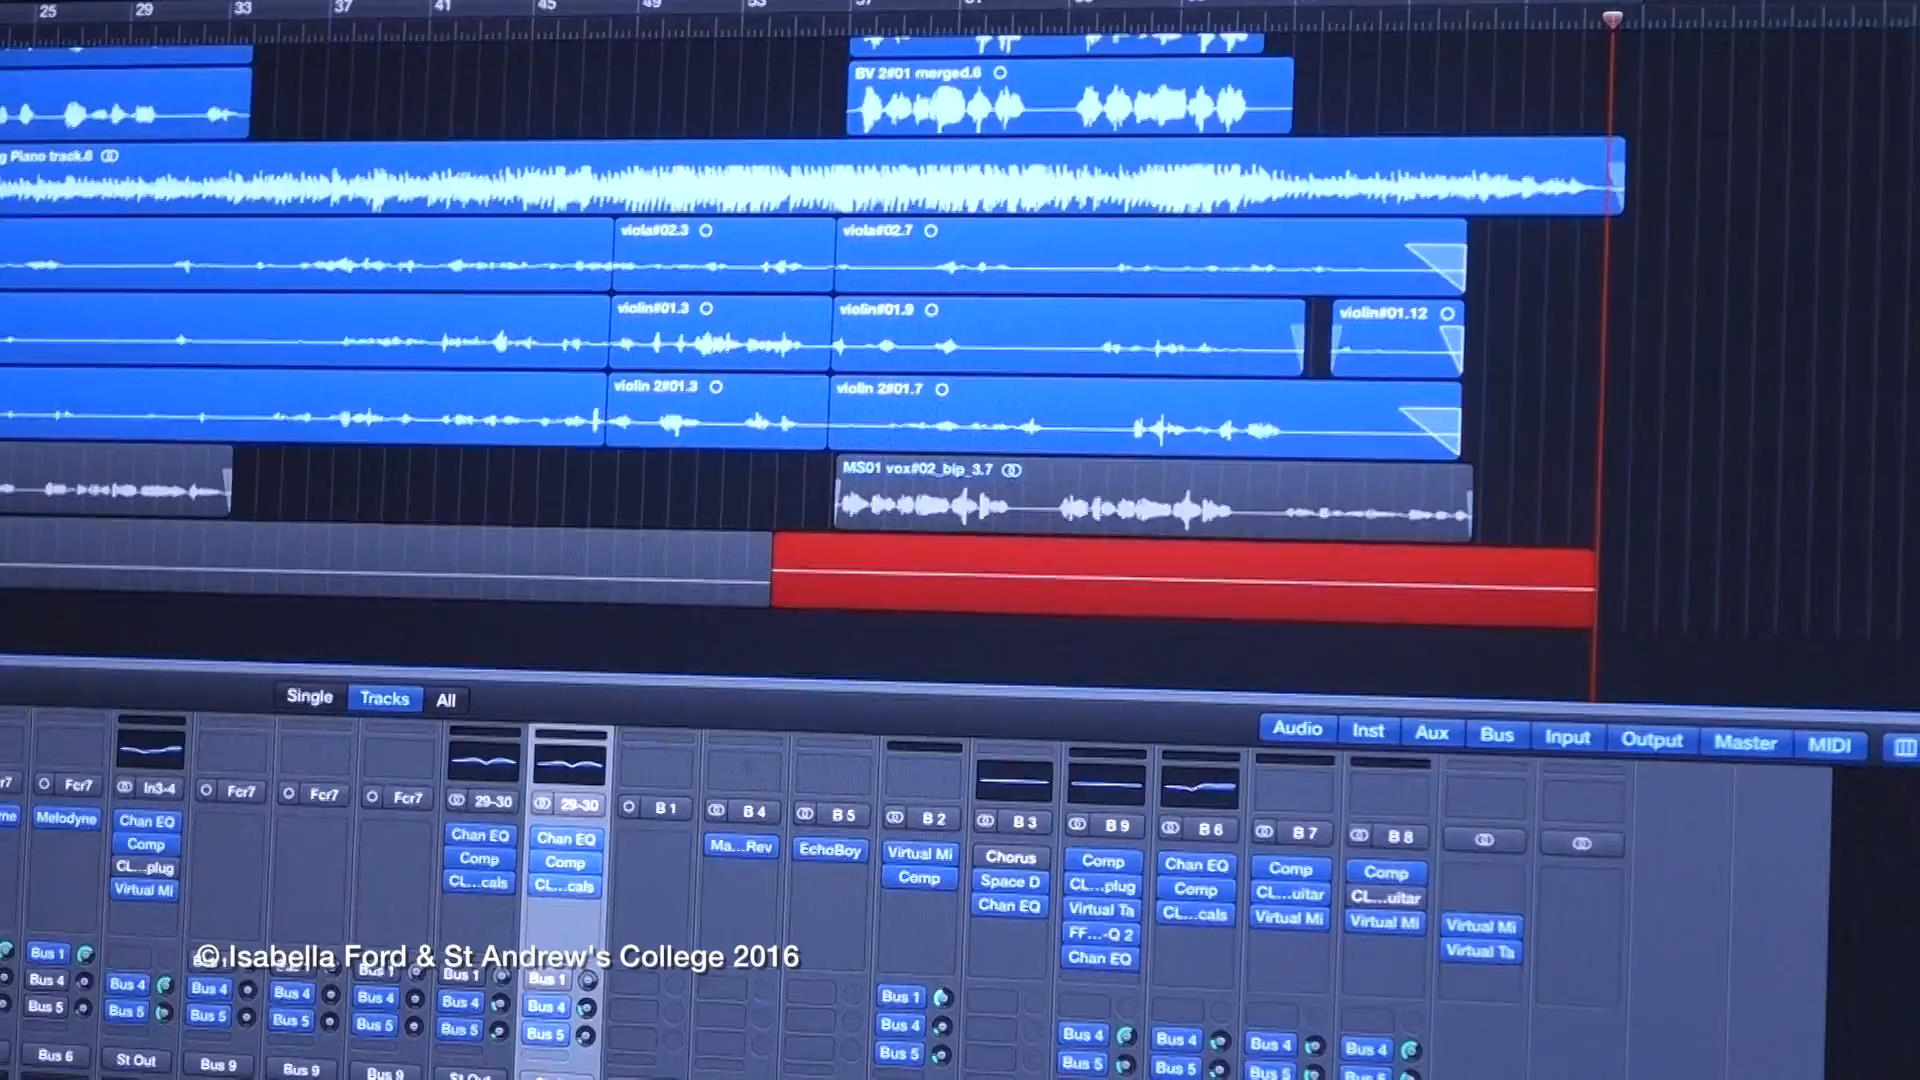 25 29 33 37 41 45 49
BV 2#01 merged.6
g Piano track.6
viola#02.3 viola#02.7
violin#01.3 violin#01.9 violin#01.12
violin 2#01.3 violin 2#01.7
MS01 vox#02_bip_3.7
Single Tracks All
Audio Inst Aux Bus Input Output Master MIDI
Fcr7 In3-4 Fcr7 Fcr7 Fcr7 29-30 29-30 B 1 B 4 B 5 B 2 B 3 B 9 B 6 B 7 B 8
Melodyne Chan EQ Chan EQ Chan EQ Ma...Rev EchoBoy Virtual Mi Chorus Comp Chan EQ Comp Comp
Comp Comp Comp Comp Space D CL...plug Comp CL...uitar CL...uitar
CL...plug CL...cals CL...cals Chan EQ Virtual Ta CL...cals Virtual Mi Virtual Mi Virtual Mi
Virtual Mi FF...-Q 2 Virtual Ta
Chan EQ
©Isabella Ford & St Andrew's College 2016
Bus 1 Bus 1 Bus 1 Bus 1 Bus 1
Bus 4 Bus 4 Bus 4 Bus 4 Bus 4 Bus 4 Bus 4 Bus 4 Bus 4 Bus 4 Bus 4 Bus 4
Bus 5 Bus 5 Bus 5 Bus 5 Bus 5 Bus 5 Bus 5 Bus 5 Bus 5 Bus 5 Bus 5
Bus 6 St Out Bus 9 Bus 9 Bus 9 St Out